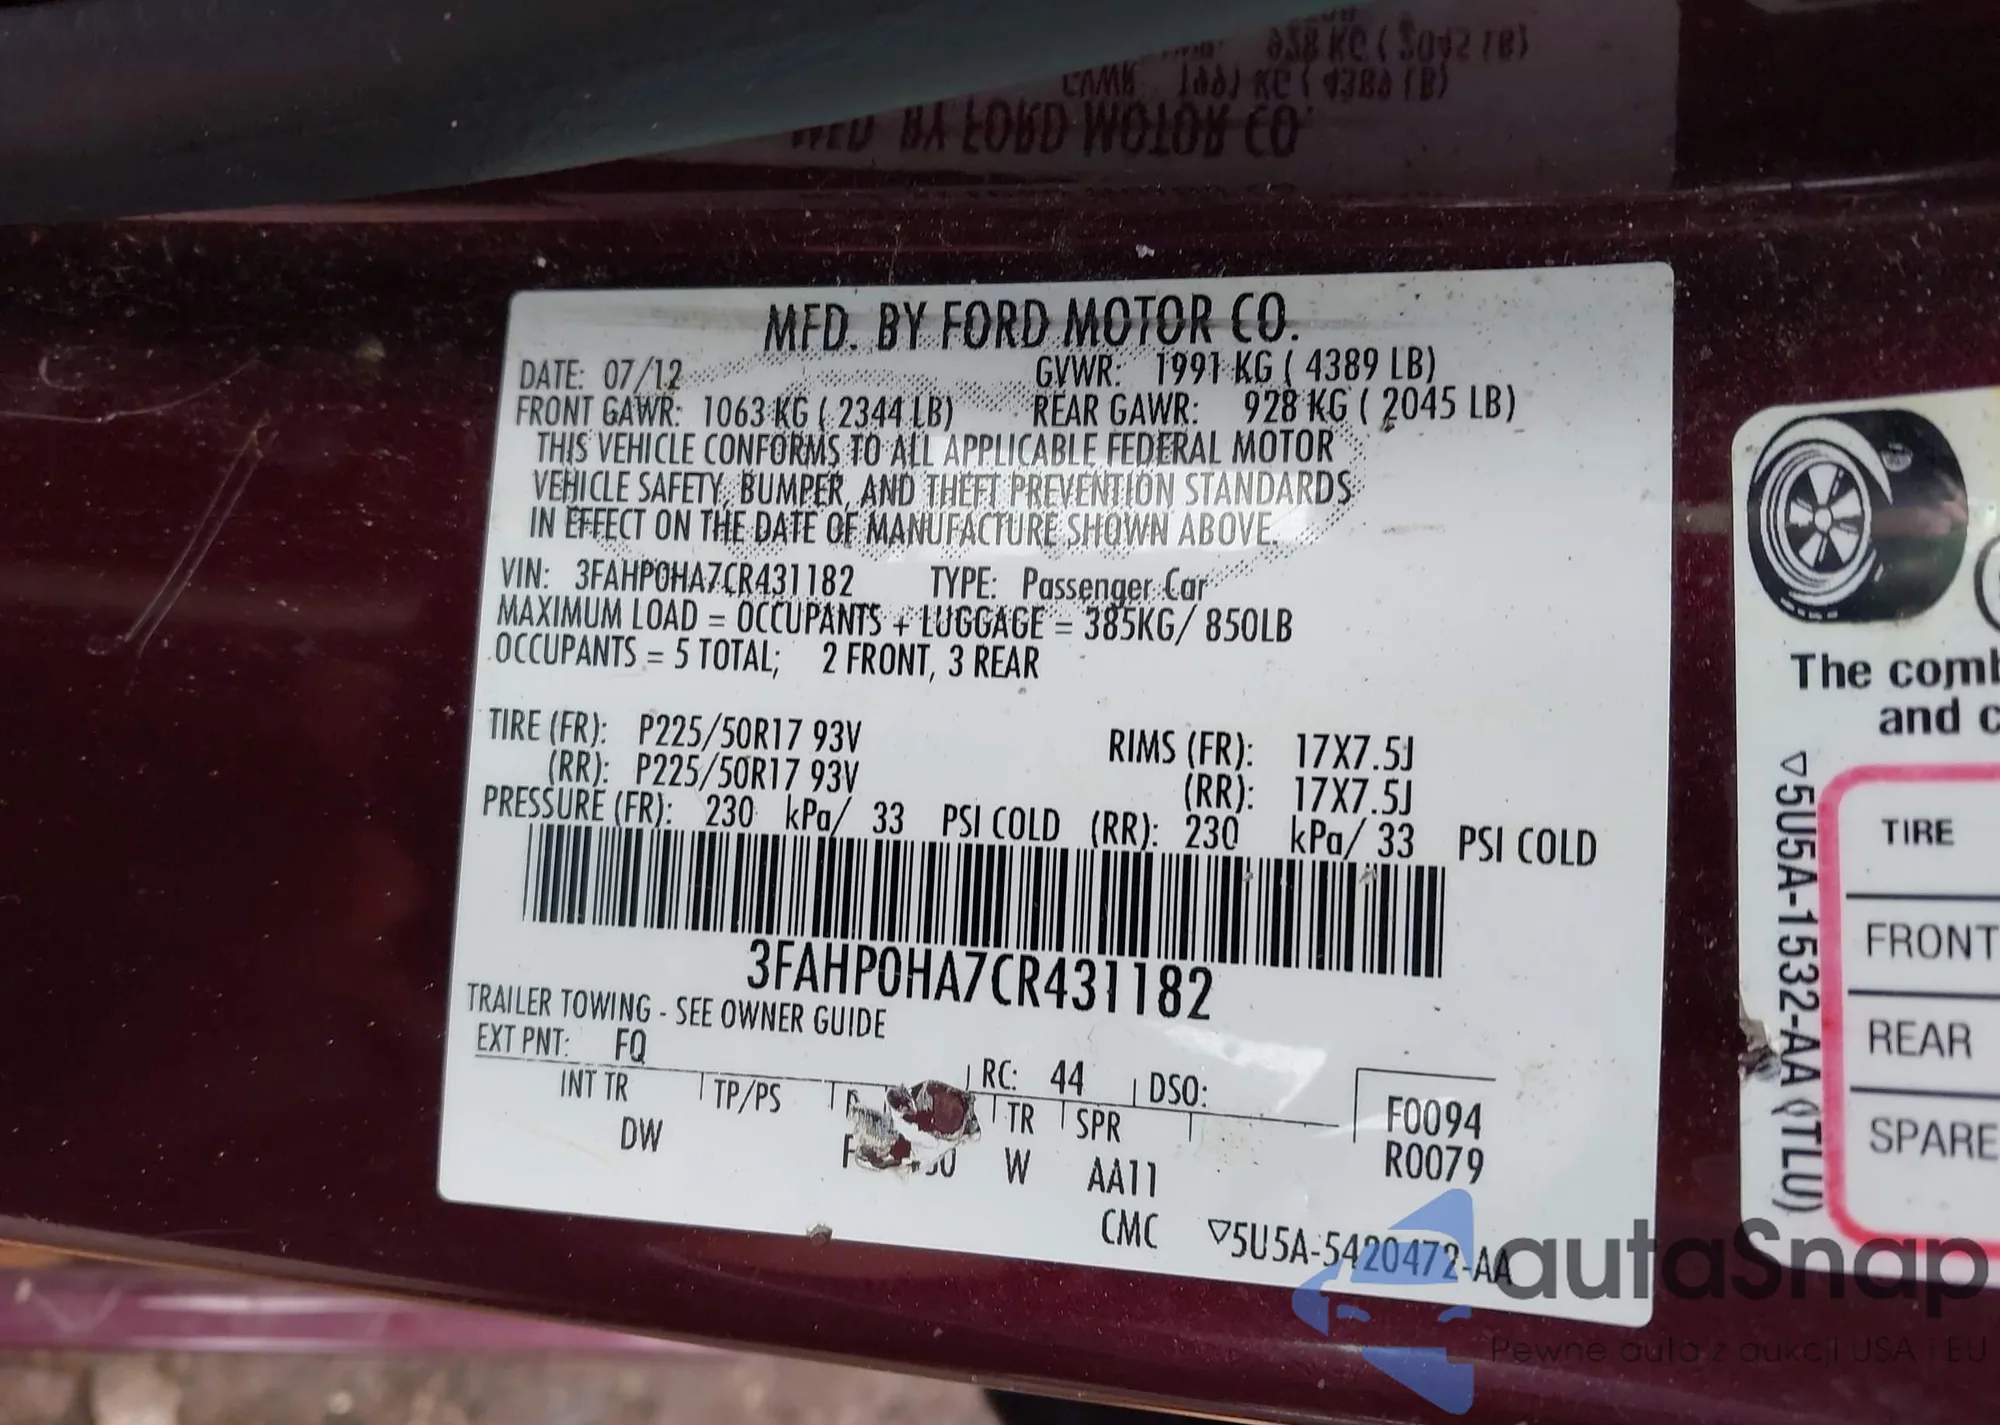 MFD. BY FORD MOTOR CO.
DATE: 07/12 GVWR: 1991 KG ( 4389 LB)
FRONT GAWR: 1063 KG ( 2344 LB) REAR GAWR: 928 KG ( 2045 LB)
THIS VEHICLE CONFORMS TO ALL APPLICABLE FEDERAL MOTOR
VEHICLE SAFETY, BUMPER, AND THEFT PREVENTION STANDARDS
IN EFFECT ON THE DATE OF MANUFACTURE SHOWN ABOVE.
VIN: 3FAHP0HA7CR431182 TYPE: Passenger Car
MAXIMUM LOAD = OCCUPANTS + LUGGAGE = 385KG/ 850LB
OCCUPANTS = 5 TOTAL; 2 FRONT, 3 REAR
TIRE (FR): P225/50R17 93V RIMS (FR): 17X7.5J
(RR): P225/50R17 93V (RR): 17X7.5J
PRESSURE (FR): 230 kPa/ 33 PSI COLD (RR): 230 kPa/ 33 PSI COLD
3FAHP0HA7CR431182
TRAILER TOWING - SEE OWNER GUIDE
EXT PNT: FQ RC: 44 DSO:
INT TR TP/PS TR SPR F0094
DW W AA11 R0079
CMC ▽5U5A-5420472-AA
The comb
and c
▽5U5A-1532-AA (TLU)
TIRE
FRONT
REAR
SPARE
autaSnap
Pewne auta z aukcji USA i EU